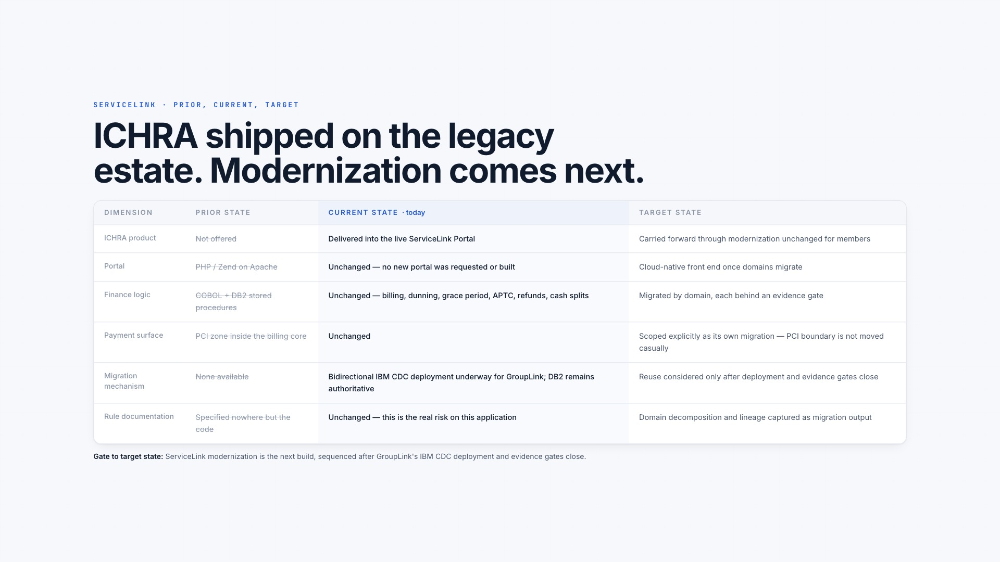 SERVICELINK · PRIOR, CURRENT, TARGET
ICHRA shipped on the legacy
estate. Modernization comes next.
DIMENSION PRIOR STATE CURRENT STATE · today TARGET STATE
ICHRA product Not offered Delivered into the live ServiceLink Portal Carried forward through modernization unchanged for members
Portal PHP / Zend on Apache Unchanged — no new portal was requested or built Cloud-native front end once domains migrate
Finance logic COBOL + DB2 stored Unchanged — billing, dunning, grace period, APTC, refunds, cash splits Migrated by domain, each behind an evidence gate
procedures
Payment surface PCI zone inside the billing core Unchanged Scoped explicitly as its own migration — PCI boundary is not moved
casually
Migration None available Bidirectional IBM CDC deployment underway for GroupLink; DB2 remains Reuse considered only after deployment and evidence gates close
mechanism authoritative
Rule documentation Specified nowhere but the Unchanged — this is the real risk on this application Domain decomposition and lineage captured as migration output
code
Gate to target state: ServiceLink modernization is the next build, sequenced after GroupLink's IBM CDC deployment and evidence gates close.